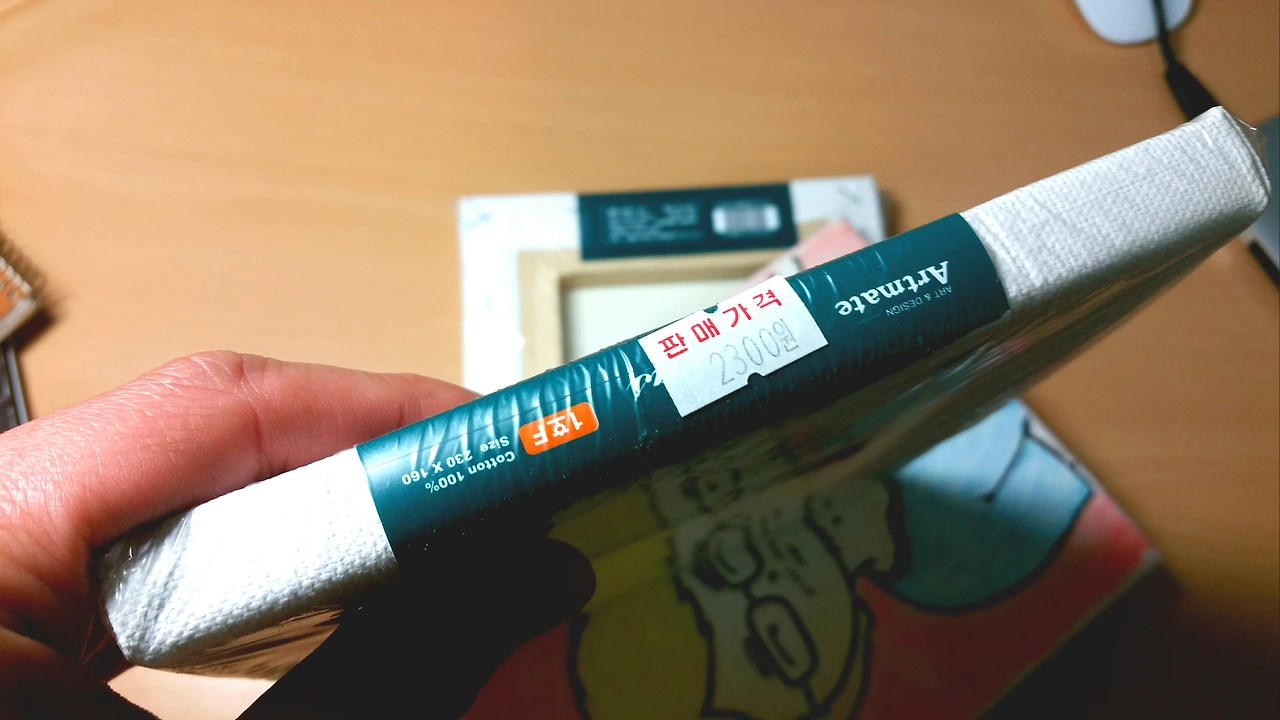 판매가격
2300원
Artmate
ART & DESIGN
1호F
Cotton 100%
Size 230 X 160